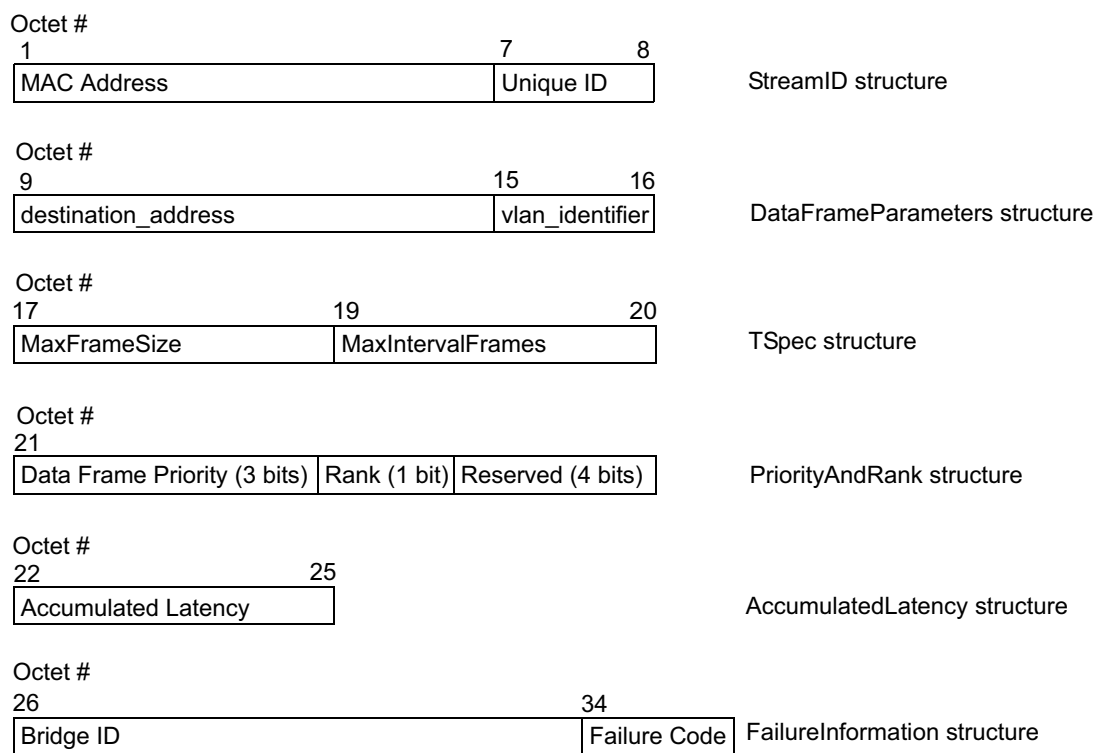 Octet #
1 7 8
MAC Address Unique ID StreamID structure
Octet #
9 15 16
destination_address vlan_identifier DataFrameParameters structure
Octet #
17 19 20
MaxFrameSize MaxIntervalFrames TSpec structure
Octet #
21
Data Frame Priority (3 bits) Rank (1 bit) Reserved (4 bits) PriorityAndRank structure
Octet #
22 25
Accumulated Latency AccumulatedLatency structure
Octet #
26 34
Bridge ID Failure Code FailureInformation structure